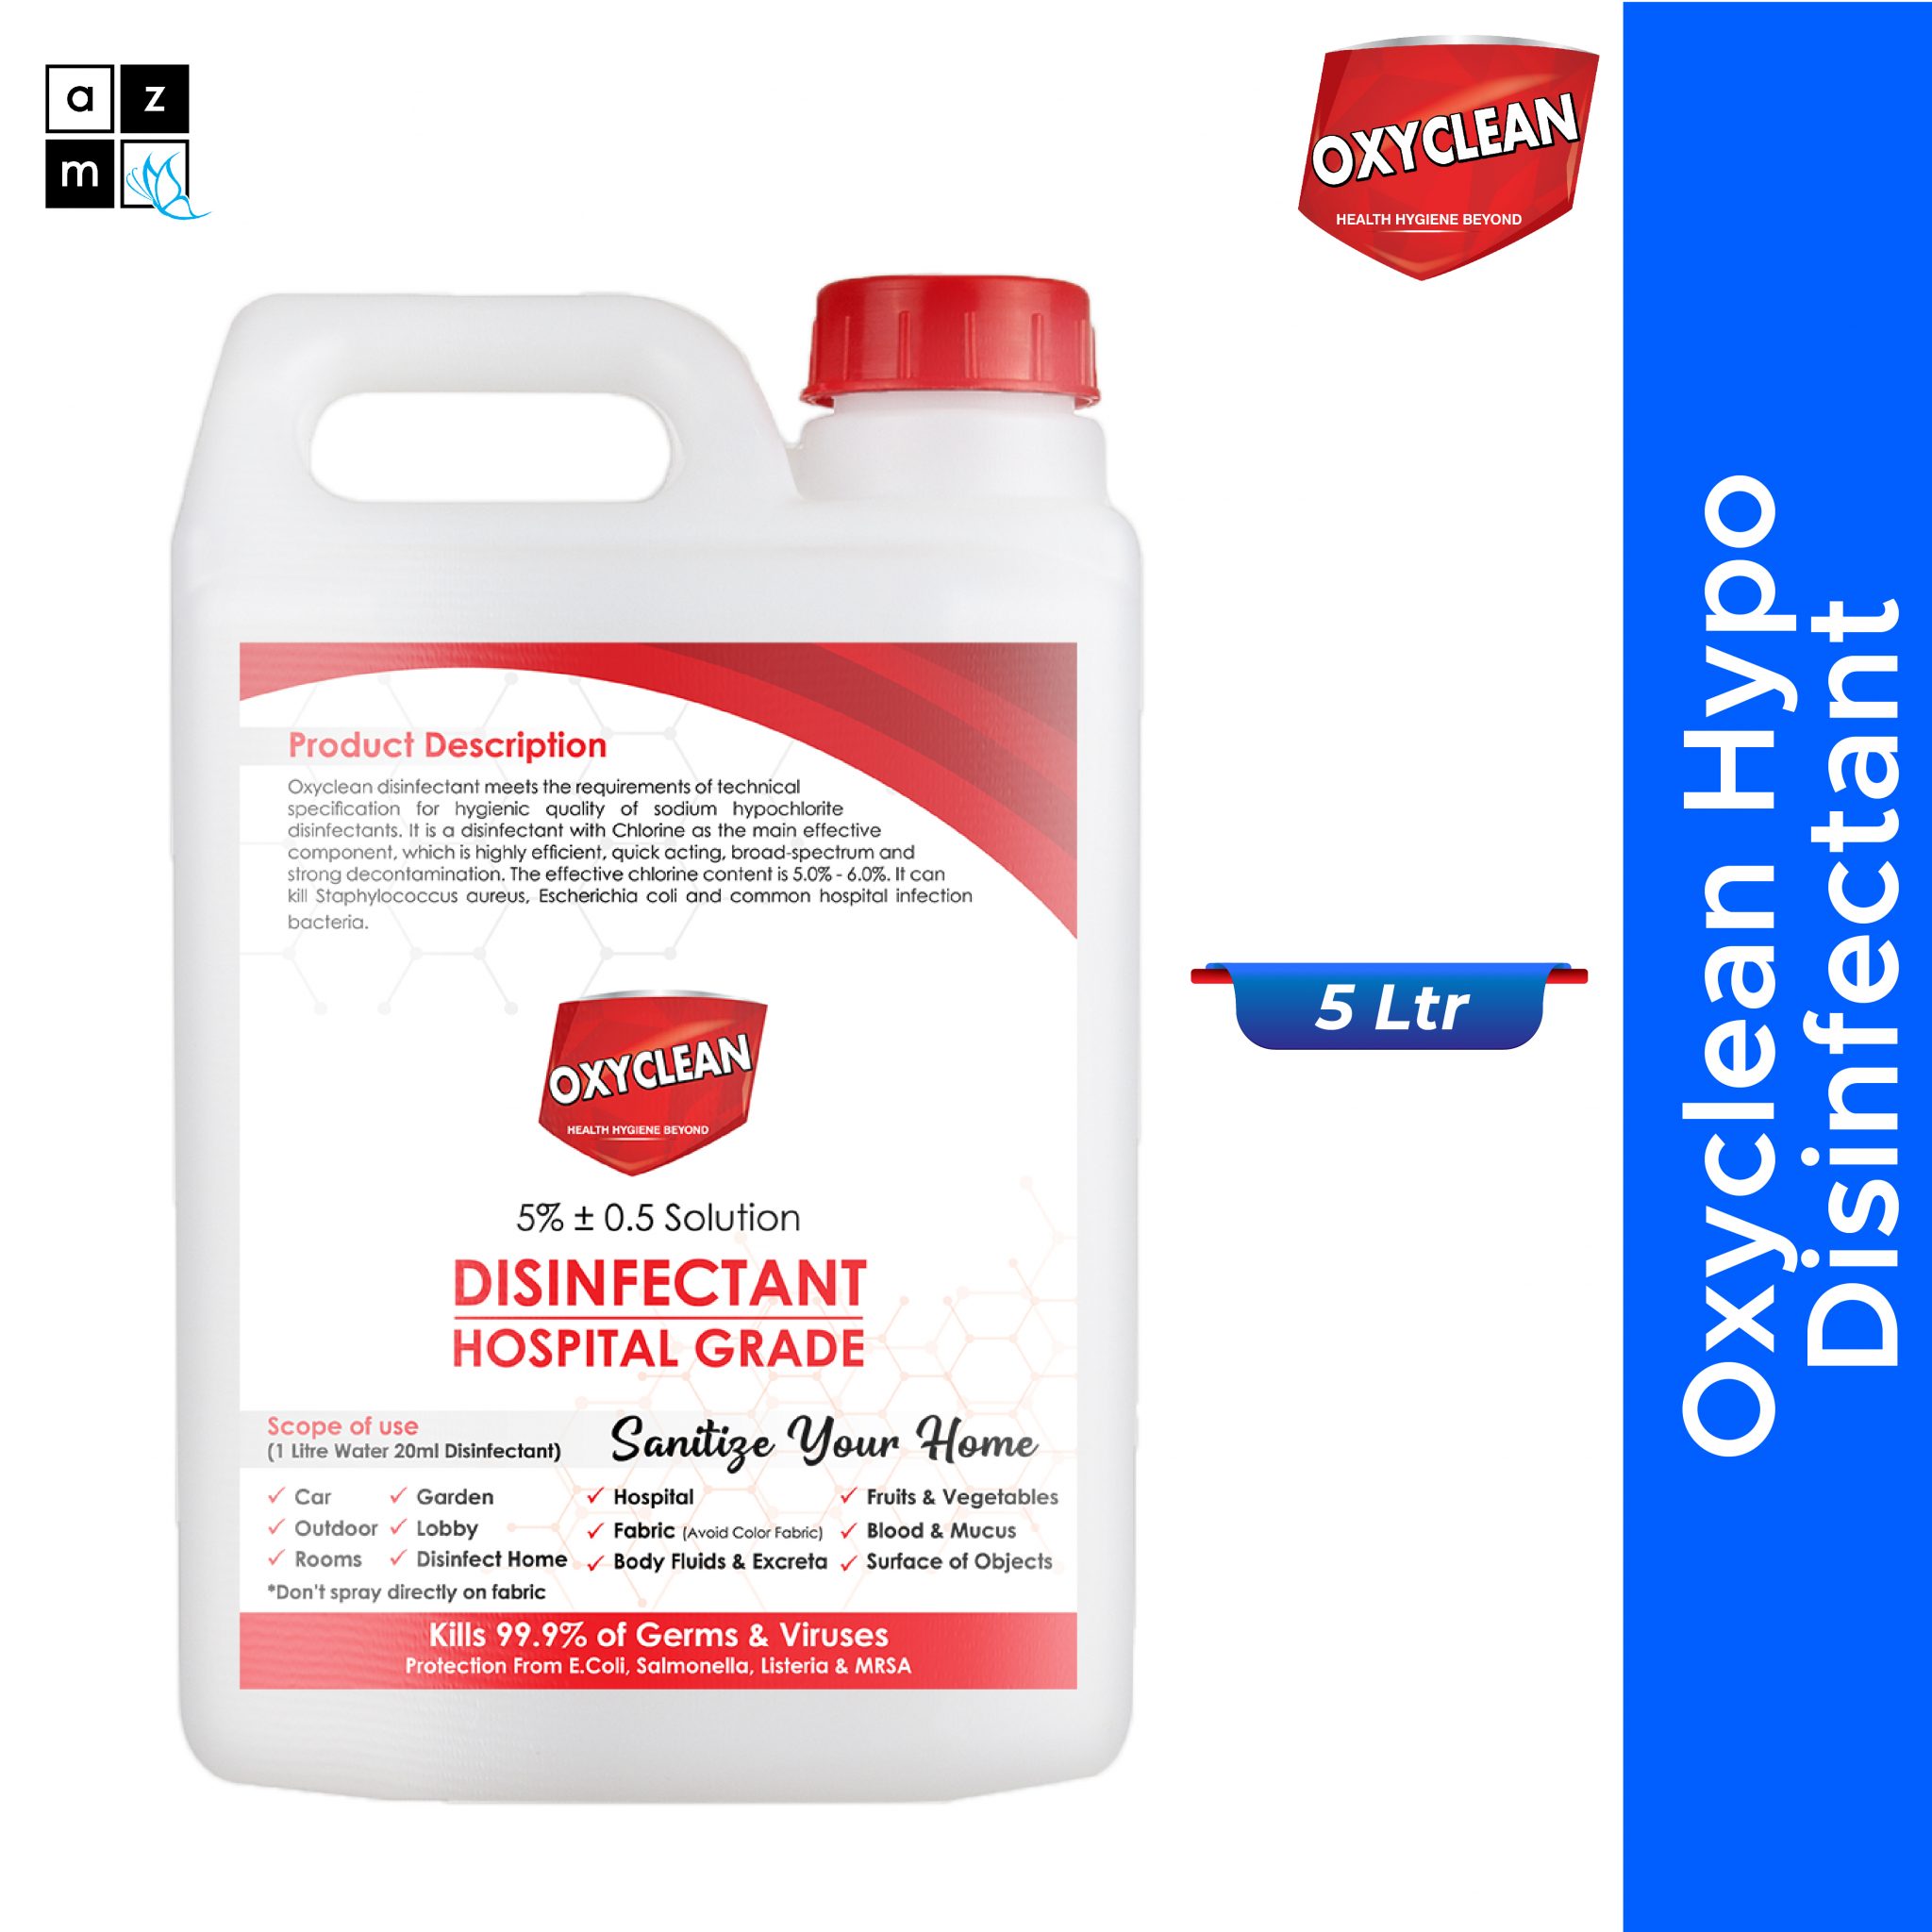 a z
m
OXYCLEAN
HEALTH HYGIENE BEYOND
Product Description
Oxyclean disinfectant meets the requirements of technical
specification for hygienic quality of sodium hypochlorite
disinfectants. It is a disinfectant with Chlorine as the main effective
component, which is highly efficient, quick acting, broad-spectrum and
strong decontamination. The effective chlorine content is 5.0% - 6.0%. It can
kill Staphylococcus aureus, Escherichia coli and common hospital infection
bacteria.
OXYCLEAN
HEALTH HYGIENE BEYOND
5% ± 0.5 Solution
DISINFECTANT
HOSPITAL GRADE
Scope of use
(1 Litre Water 20ml Disinfectant)
Sanitize Your Home
✓ Car ✓ Garden ✓ Hospital ✓ Fruits & Vegetables
✓ Outdoor ✓ Lobby ✓ Fabric (Avoid Color Fabric) ✓ Blood & Mucus
✓ Rooms ✓ Disinfect Home ✓ Body Fluids & Excreta ✓ Surface of Objects
*Don't spray directly on fabric
Kills 99.9% of Germs & Viruses
Protection From E.Coli, Salmonella, Listeria & MRSA
5 Ltr
Oxyclean Hypo
Disinfectant